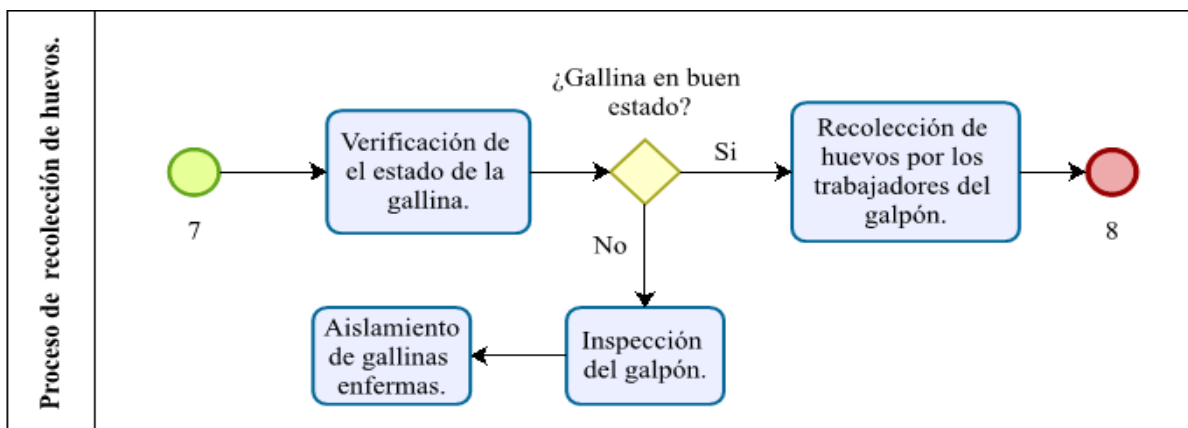 Proceso de recolección de huevos.
7
Verificación de
el estado de la
gallina.
¿Gallina en buen
estado?
Si
Recolección de
huevos por los
trabajadores del
galpón.
8
No
Inspección
del galpón.
Aislamiento
de gallinas
enfermas.